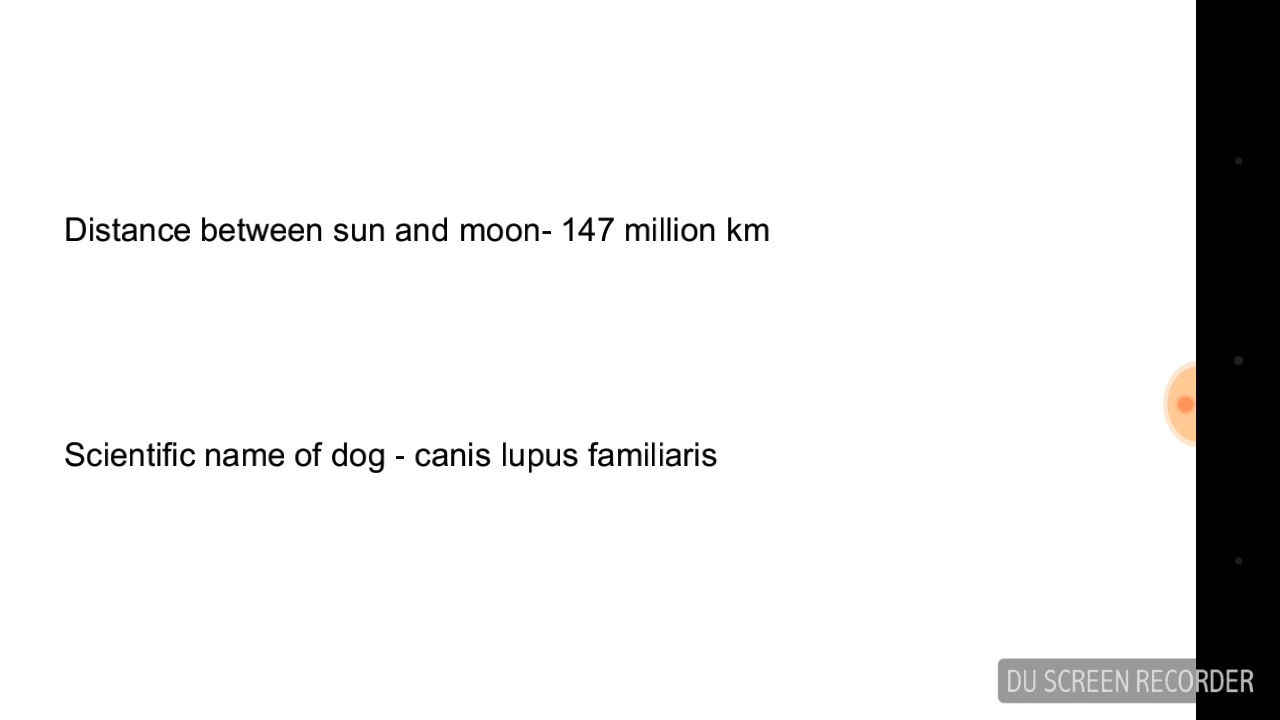 Distance between sun and moon- 147 million km
Scientific name of dog - canis lupus familiaris
DU SCREEN RECORDER